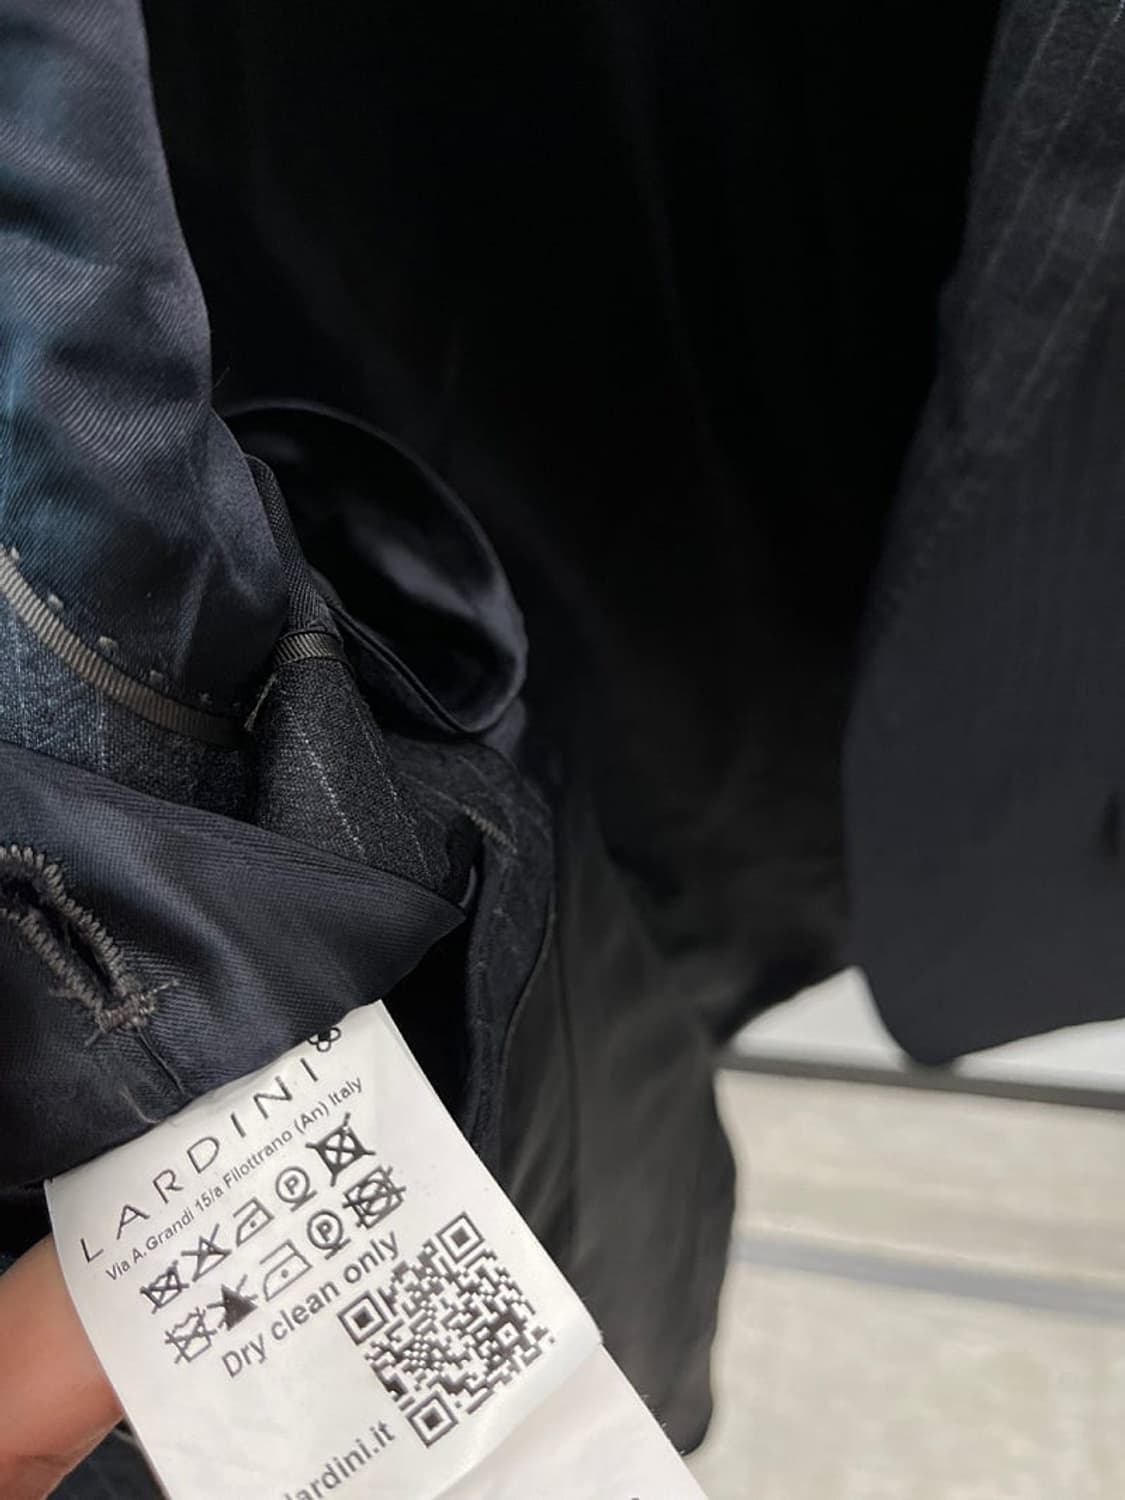 LARDINI
Via A.Grandi 15/a Filottrano (An) Italy
P
P
Dry clean only
lardini.it